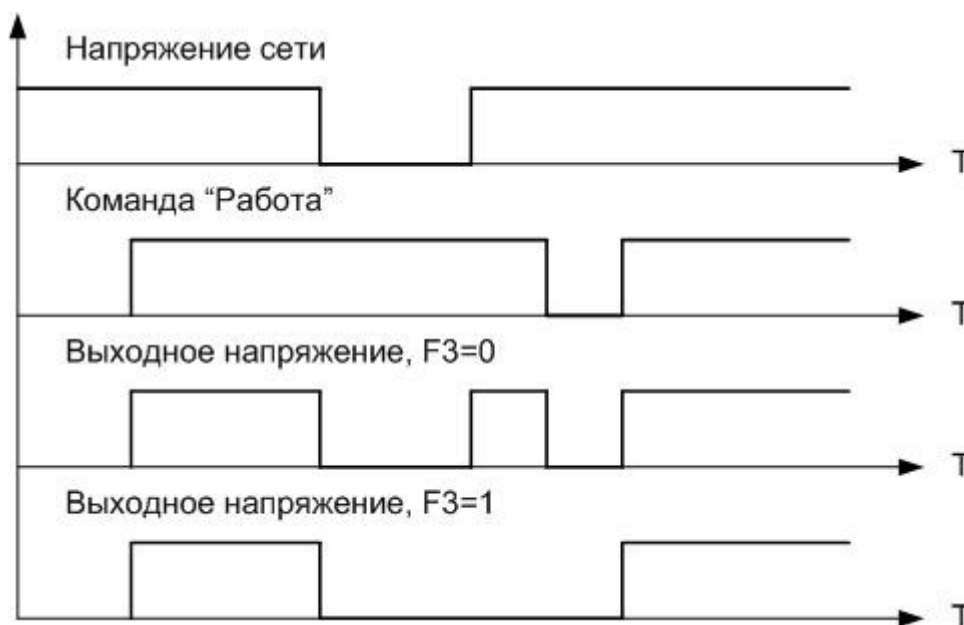 Напряжение сети
T
Команда “Работа”
T
Выходное напряжение, F3=0
T
Выходное напряжение, F3=1
T